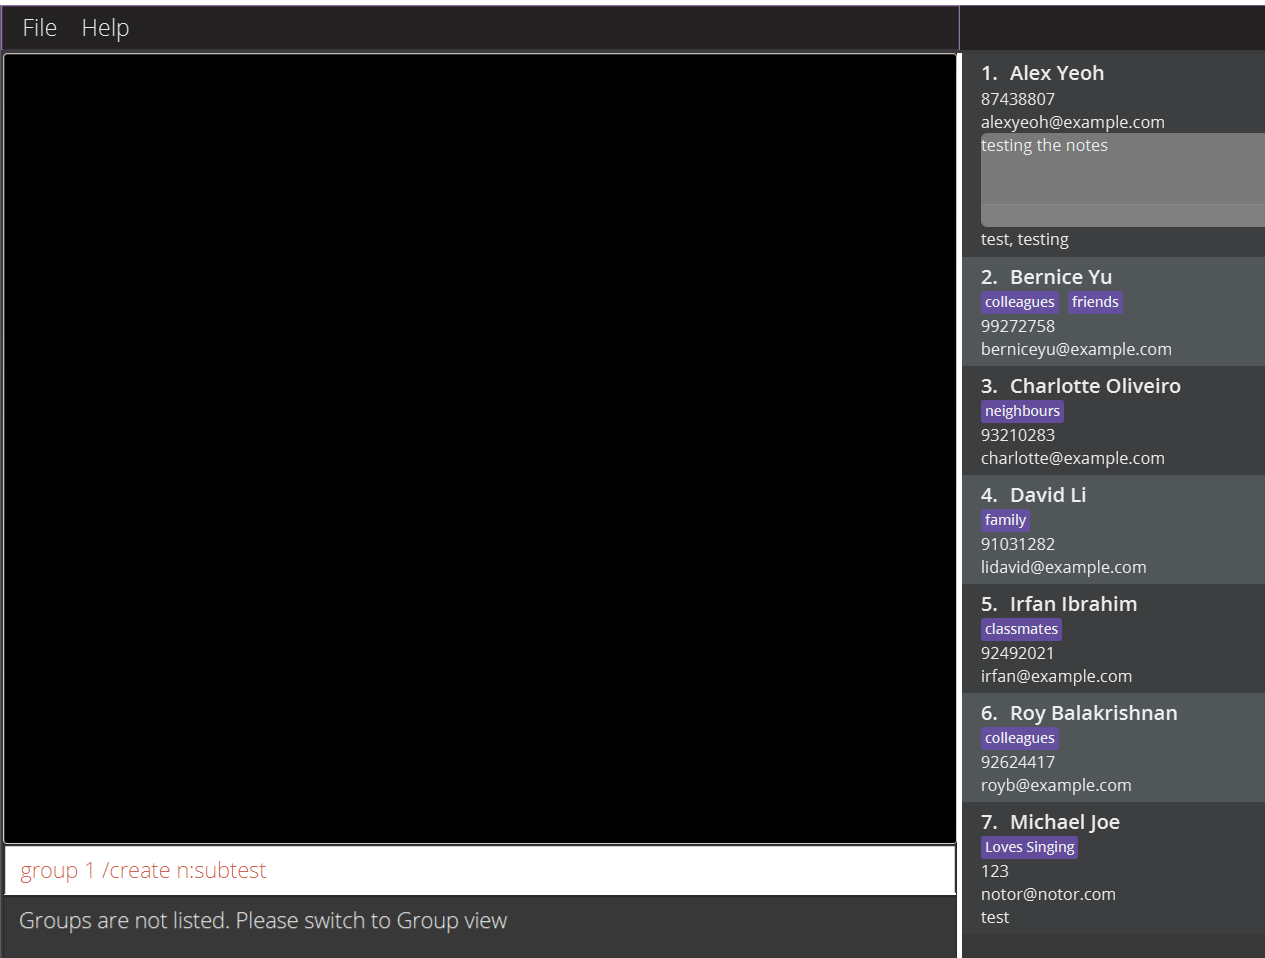 File Help
group 1 /create n:subtest
Groups are not listed. Please switch to Group view
1. Alex Yeoh
87438807
alexyeoh@example.com
testing the notes
test, testing
2. Bernice Yu
colleagues friends
99272758
berniceyu@example.com
3. Charlotte Oliveiro
neighbours
93210283
charlotte@example.com
4. David Li
family
91031282
lidavid@example.com
5. Irfan Ibrahim
classmates
92492021
irfan@example.com
6. Roy Balakrishnan
colleagues
92624417
royb@example.com
7. Michael Joe
Loves Singing
123
notor@notor.com
test